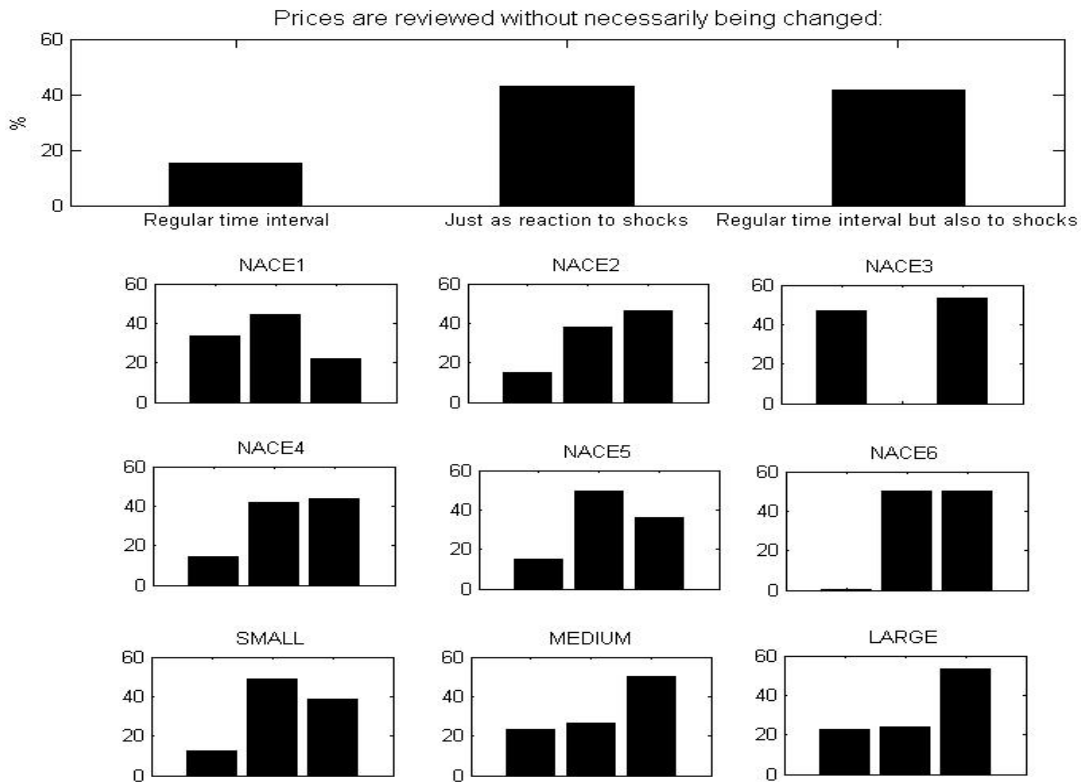 Prices are reviewed without necessarily being changed:
60
40
20
0
%
Regular time interval Just as reaction to shocks Regular time interval but also to shocks
NACE1 NACE2 NACE3
60 60 60
40 40 40
20 20 20
0 0 0
NACE4 NACE5 NACE6
60 60 60
40 40 40
20 20 20
0 0 0
SMALL MEDIUM LARGE
60 60 60
40 40 40
20 20 20
0 0 0